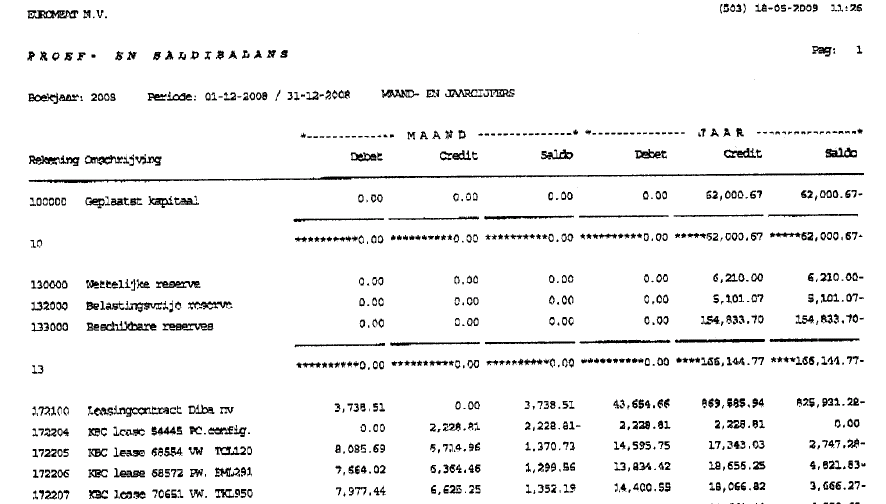 EUROMEAT N.V. (503) 18-05-2009 11:26
PROEF- EN SALDIBALANS Pag: 1
Boekjaar: 2008 Periode: 01-12-2008 / 31-12-2008 MAAND- EN JAARCIJFERS
*------------- MAAND --------------* *-------------- JAAR ---------------*
Rekening Omschrijving Debet Credit Saldo Debet Credit Saldo
100000 Geplaatst kapitaal 0.00 0.00 0.00 0.00 62,000.67 62,000.67-
10 **********0.00 **********0.00 **********0.00 **********0.00 *****62,000.67 *****62,000.67-
130000 Wettelijke reserve 0.00 0.00 0.00 0.00 6,210.00 6,210.00-
132000 Belastingsvrije reserve 0.00 0.00 0.00 0.00 5,101.07 5,101.07-
133000 Beschikbare reserves 0.00 0.00 0.00 0.00 154,833.70 154,833.70-
13 **********0.00 **********0.00 **********0.00 **********0.00 ****166,144.77 ****166,144.77-
172100 Leasingcontract Diba nv 3,738.51 0.00 3,738.51 43,654.66 869,585.94 825,931.28-
172204 KBC lease 54445 PC.config. 0.00 2,228.81 2,228.81- 2,228.81 2,228.81 0.00
172205 KBC lease 68554 VW TCL120 8,085.69 6,714.96 1,370.73 14,595.75 17,343.03 2,747.28-
172206 KBC lease 68572 PW. EML291 7,664.02 6,364.46 1,299.56 13,834.42 18,656.25 4,821.83-
172207 KBC lease 70651 VW. TKL950 7,977.44 6,625.25 1,352.19 14,400.55 18,066.82 3,666.27-